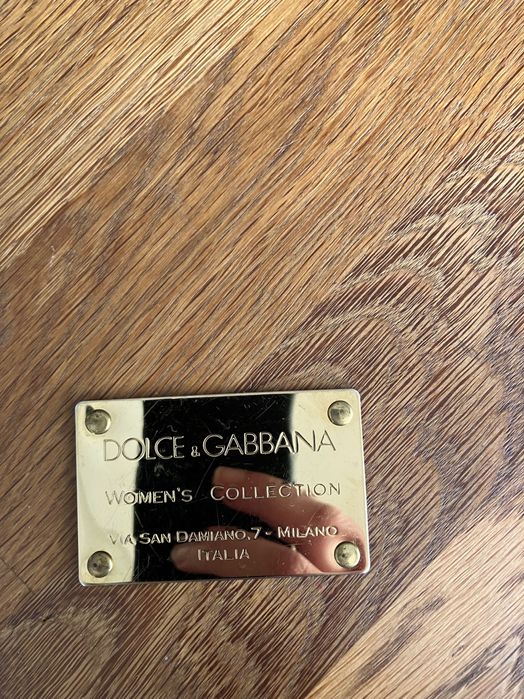 DOLCE & GABBANA
WOMEN'S COLLECTION
VIA SAN DAMIANO,7 - MILANO
ITALIA